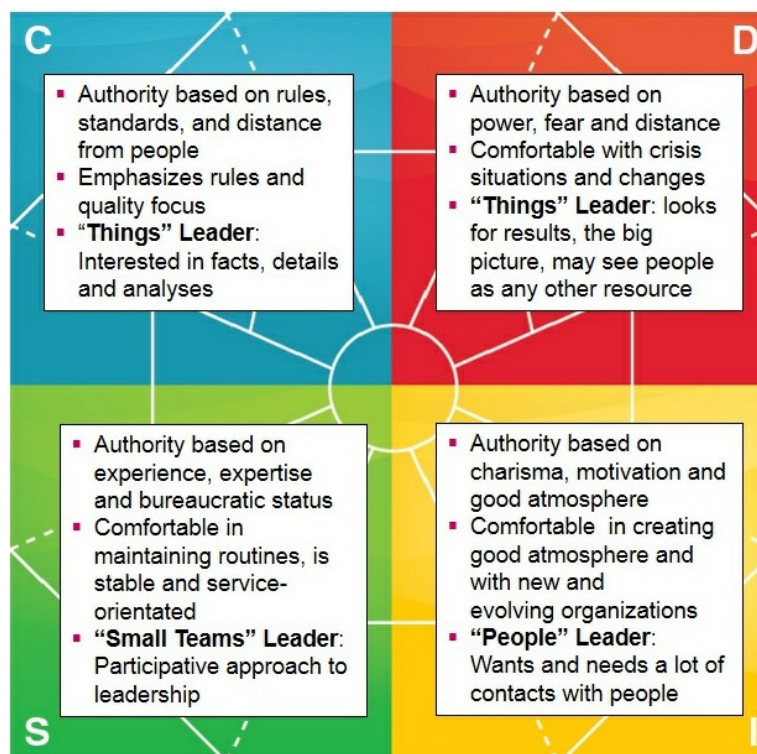 C
▪ Authority based on rules,
standards, and distance
from people
▪ Emphasizes rules and
quality focus
▪ “Things” Leader:
Interested in facts, details
and analyses
D
▪ Authority based on
power, fear and distance
▪ Comfortable with crisis
situations and changes
▪ “Things” Leader: looks
for results, the big
picture, may see people
as any other resource
▪ Authority based on
experience, expertise
and bureaucratic status
▪ Comfortable in
maintaining routines, is
stable and service-
orientated
▪ “Small Teams” Leader:
Participative approach to
leadership
S
▪ Authority based on
charisma, motivation and
good atmosphere
▪ Comfortable in creating
good atmosphere and
with new and
evolving organizations
▪ “People” Leader:
Wants and needs a lot of
contacts with people
I